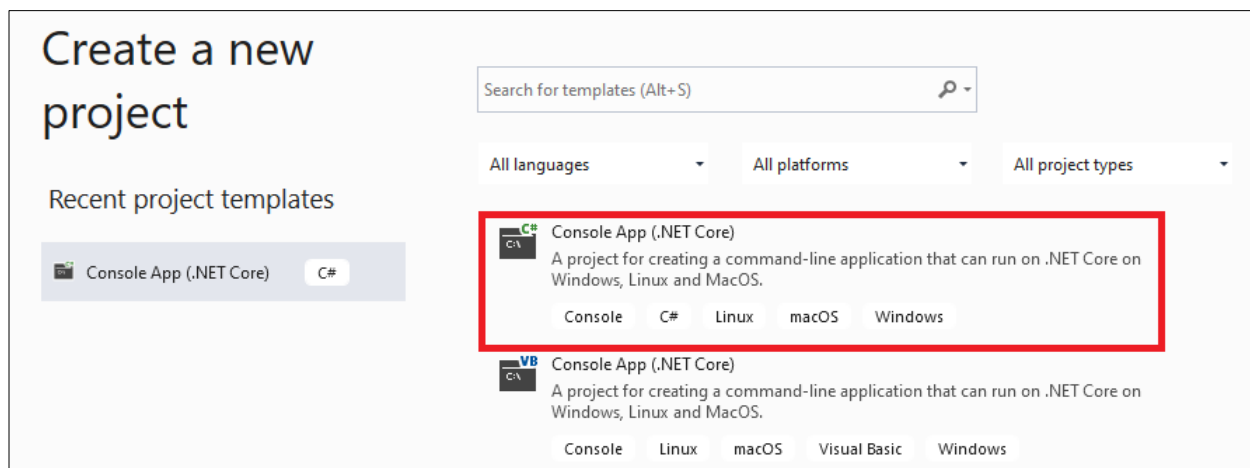 Create a new
project
Recent project templates
Console App (.NET Core) C#
Search for templates (Alt+S)
All languages All platforms All project types
C#
C:\
Console App (.NET Core)
A project for creating a command-line application that can run on .NET Core on
Windows, Linux and MacOS.
Console C# Linux macOS Windows
VB
C:\
Console App (.NET Core)
A project for creating a command-line application that can run on .NET Core on
Windows, Linux and MacOS.
Console Linux macOS Visual Basic Windows